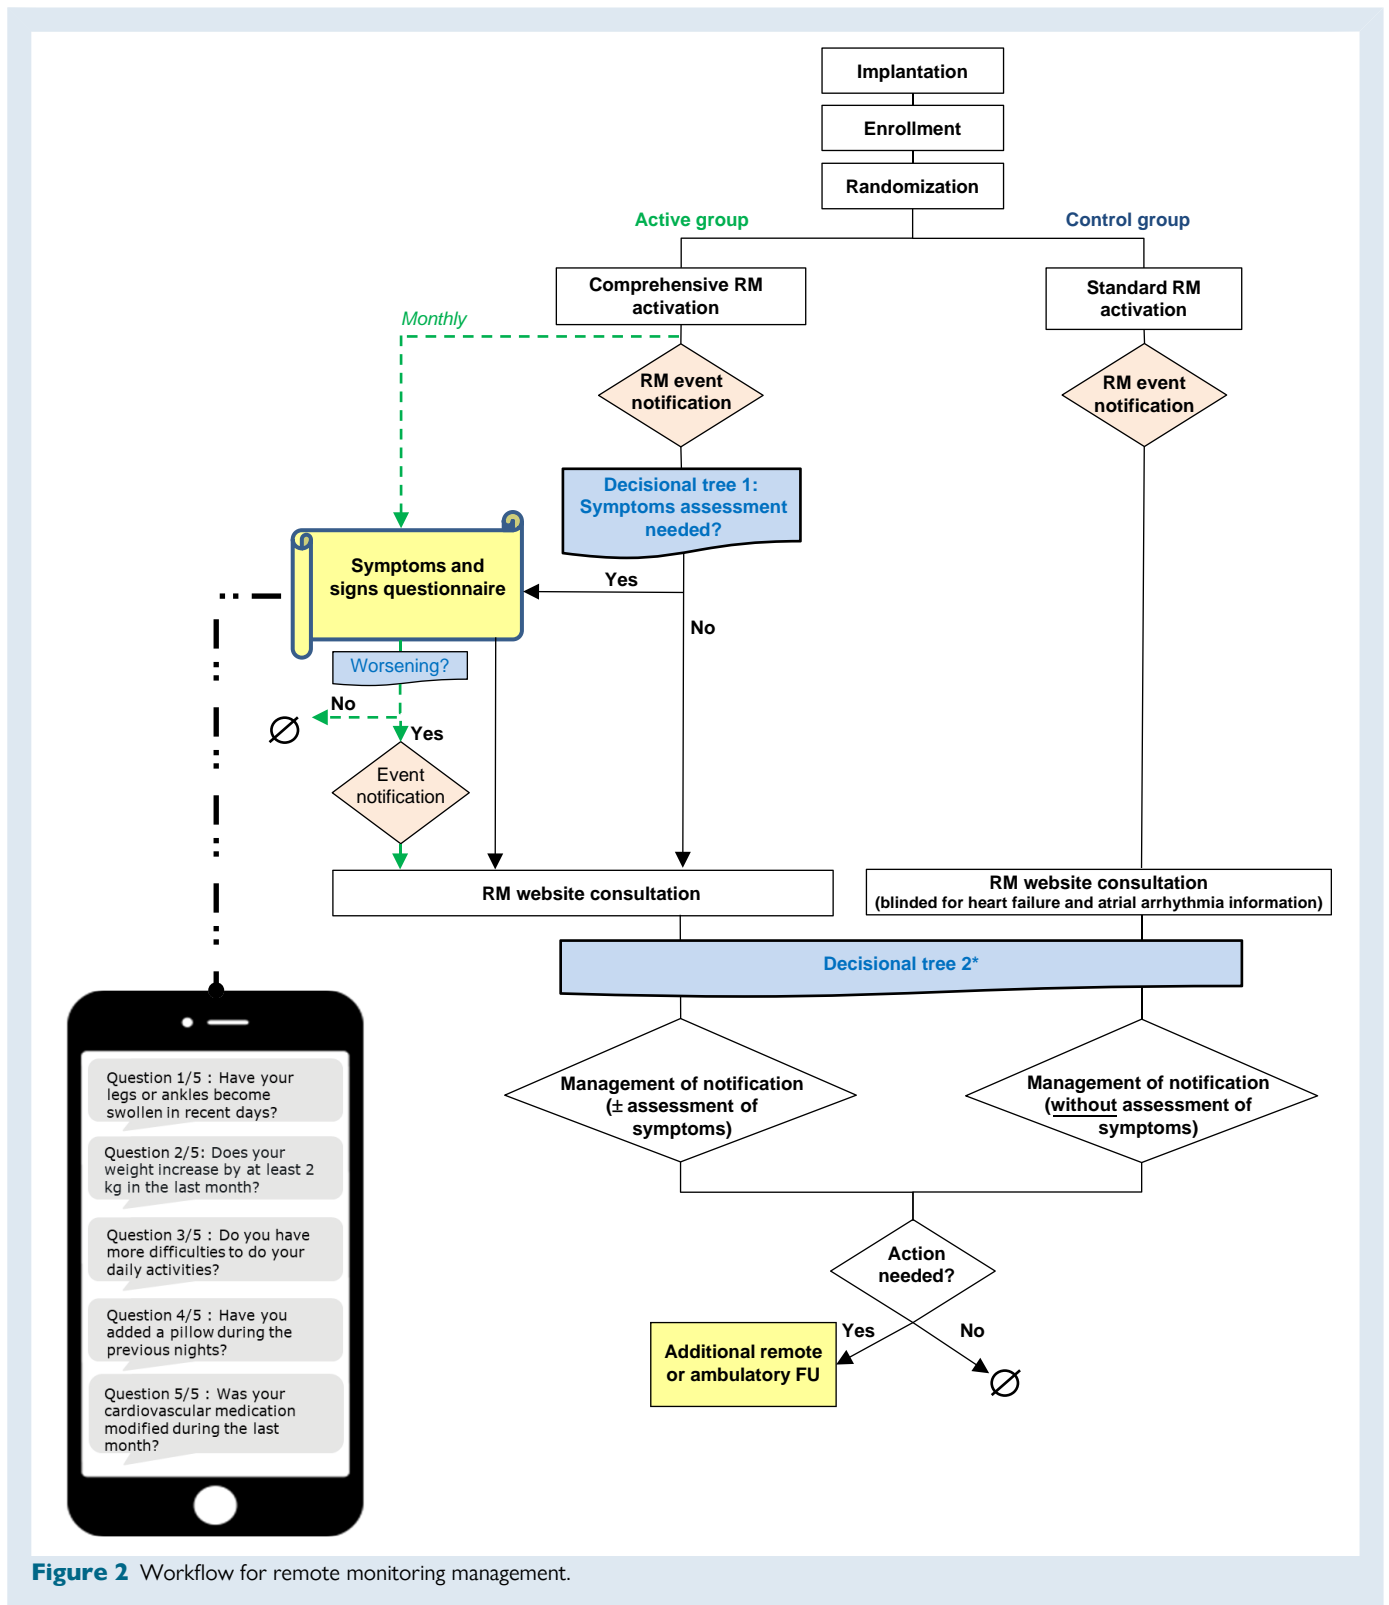 Implantation
Enrollment
Randomization
Active group
Control group
Comprehensive RM
activation
Standard RM
activation
Monthly
RM event
notification
RM event
notification
Decisional tree 1:
Symptoms assessment
needed?
Symptoms and
signs questionnaire
Yes
No
Worsening?
No
Yes
Event
notification
RM website consultation
RM website consultation
(blinded for heart failure and atrial arrhythmia information)
Decisional tree 2*
Management of notification
(± assessment of
symptoms)
Management of notification
(without assessment of
symptoms)
Action
needed?
Yes
No
Additional remote
or ambulatory FU
Question 1/5 : Have your
legs or ankles become
swollen in recent days?
Question 2/5: Does your
weight increase by at least 2
kg in the last month?
Question 3/5 : Do you have
more difficulties to do your
daily activities?
Question 4/5 : Have you
added a pillow during the
previous nights?
Question 5/5 : Was your
cardiovascular medication
modified during the last
month?
Figure 2 Workflow for remote monitoring management.